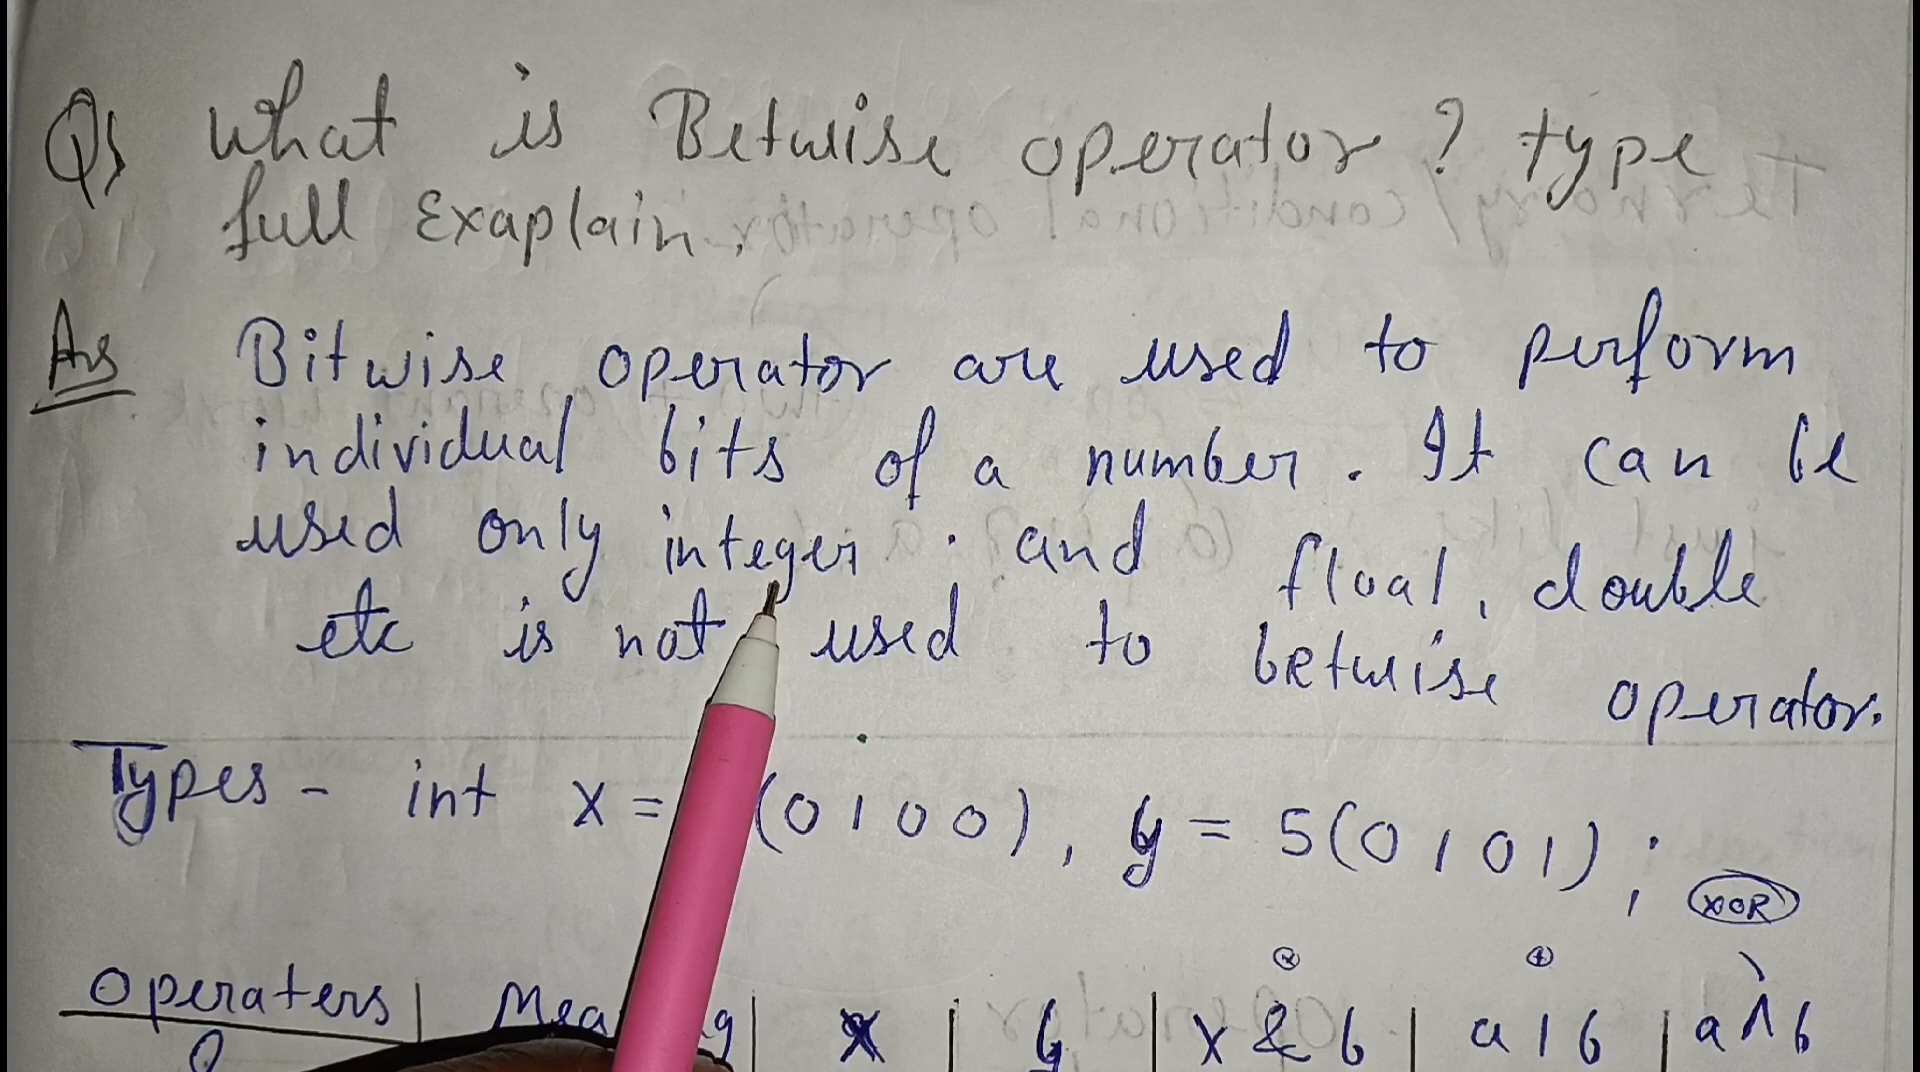 Q> What is Betwise operator? type
full Exaplain.
Ans Bitwise operator are used to perform
individual bits of a number. It can be
used only integer. and float, double
etc is not used to betwise operator.
Types - int x = (0100), y = 5(0101);
XOR
operaters | | x | y | x & b | a | b | a ^ b